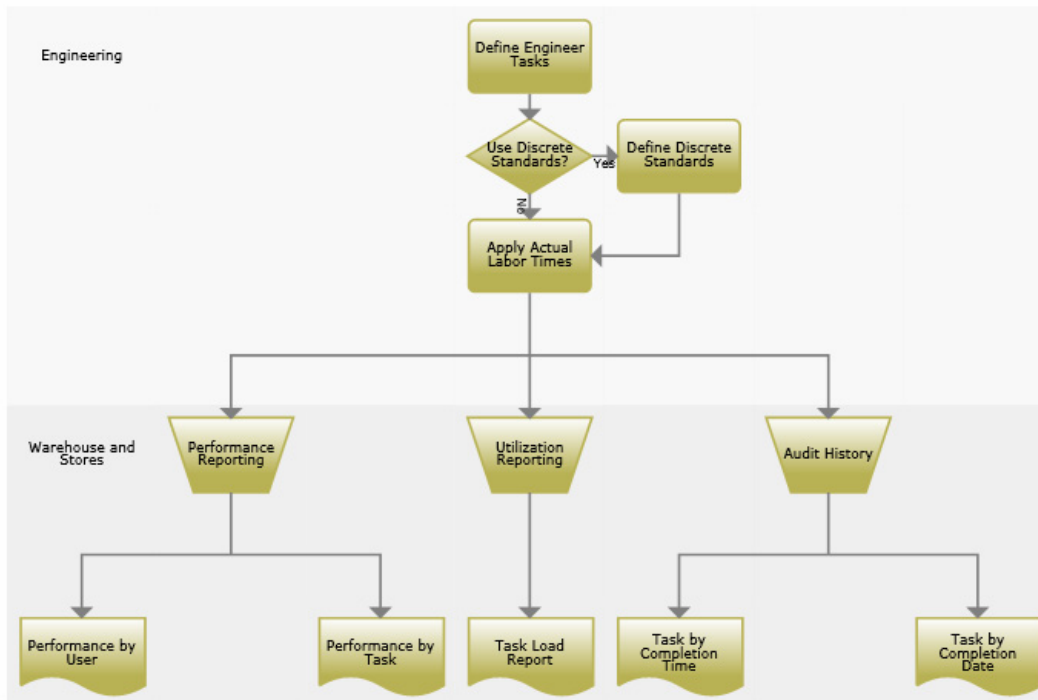 Engineering
Define Engineer
Tasks
Use Discrete
Standards?
Yes
Define Discrete
Standards
No
Apply Actual
Labor Times
Warehouse and
Stores
Performance
Reporting
Utilization
Reporting
Audit History
Performance by
User
Performance by
Task
Task Load
Report
Task by
Completion
Time
Task by
Completion
Date